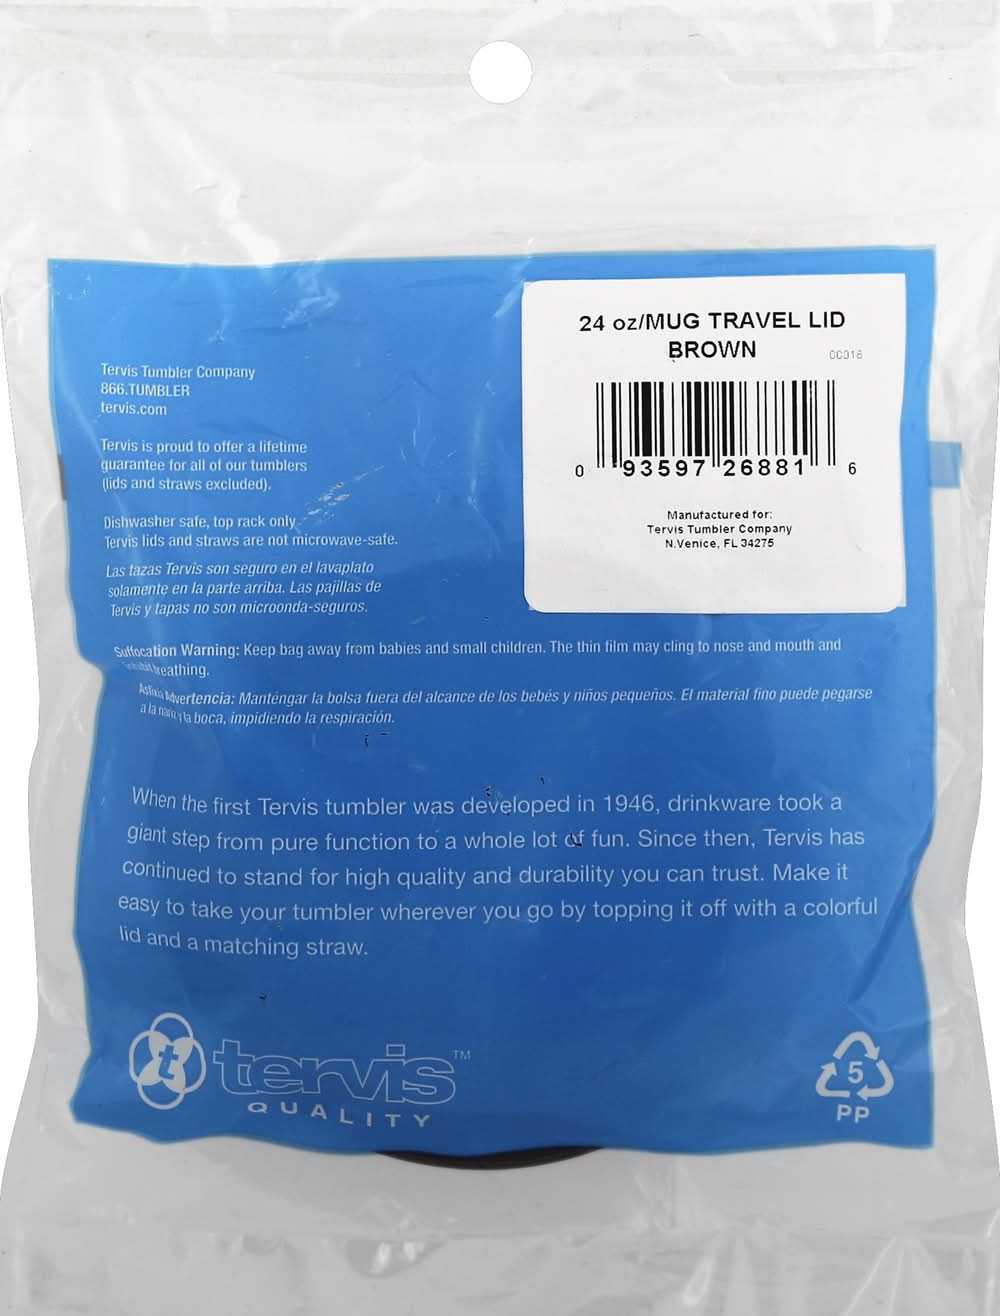 24 oz/MUG TRAVEL LID
BROWN
00016
0 93597 26881 6
Manufactured for:
Tervis Tumbler Company
N.Venice, FL 34275
Tervis Tumbler Company
866.TUMBLER
tervis.com
Tervis is proud to offer a lifetime
guarantee for all of our tumblers
(lids and straws excluded).
Dishwasher safe, top rack only
Tervis lids and straws are not microwave-safe.
Las tazas Tervis son seguro en el lavaplato
solamente en la parte arriba. Las pajillas de
Tervis y tapas no son microonda-seguros.
Suffocation Warning: Keep bag away from babies and small children. The thin film may cling to nose and mouth and
inhibit breathing.
Asfixia Advertencia: Manténgar la bolsa fuera del alcance de los bebés y niños pequeños. El material fino puede pegarse
a la nariz y la boca, impidiendo la respiración.
When the first Tervis tumbler was developed in 1946, drinkware took a
giant step from pure function to a whole lot of fun. Since then, Tervis has
continued to stand for high quality and durability you can trust. Make it
easy to take your tumbler wherever you go by topping it off with a colorful
lid and a matching straw.
t tervis™
QUALITY
5
PP